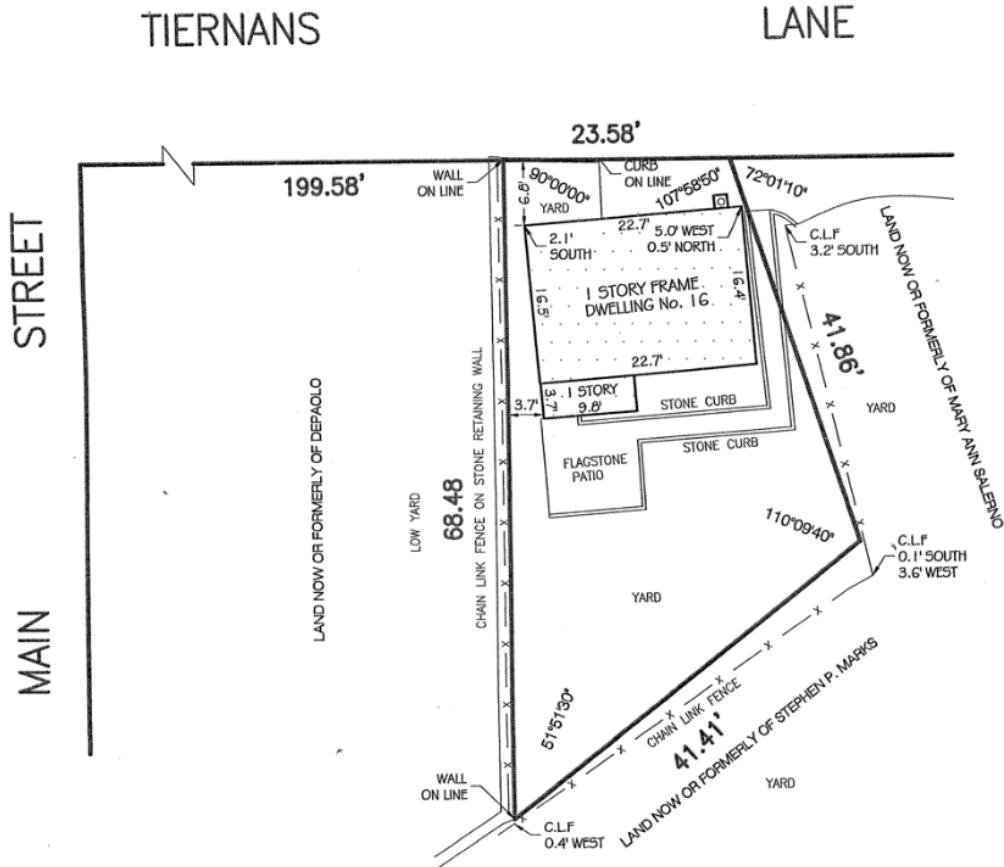 TIERNANS LANE
23.58'
199.58'
WALL
ON LINE
6.8'
90°00'00"
YARD
CURB
ON LINE
107°58'50"
72°01'10"
22.7'
2.1'
SOUTH
5.0' WEST
0.5' NORTH
C.L.F
3.2' SOUTH
16.5'
1 STORY FRAME
DWELLING No. 16
16.4'
22.7'
3.7'
3.7'
1 STORY
9.8'
STONE CURB
STONE CURB
FLAGSTONE
PATIO
41.86'
YARD
LAND NOW OR FORMERLY OF MARY ANN SALERNO
MAIN STREET
LAND NOW OR FORMERLY OF DEPAOLO
LOW YARD
68.48
CHAIN LINK FENCE ON STONE RETAINING WALL
110°09'40"
C.L.F
0.1' SOUTH
3.6' WEST
YARD
51°51'30"
CHAIN LINK FENCE
41.41'
LAND NOW OR FORMERLY OF STEPHEN P. MARKS
YARD
WALL
ON LINE
C.L.F
0.4' WEST